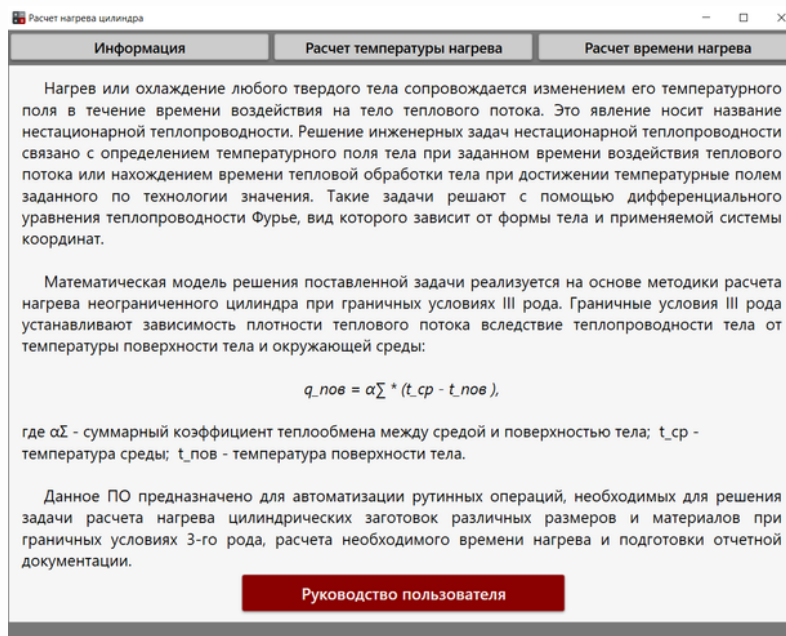 Расчет нагрева цилиндра
Информация
Расчет температуры нагрева
Расчет времени нагрева
Нагрев или охлаждение любого твердого тела сопровождается изменением его температурного
поля в течение времени воздействия на тело теплового потока. Это явление носит название
нестационарной теплопроводности. Решение инженерных задач нестационарной теплопроводности
связано с определением температурного поля тела при заданном времени воздействия теплового
потока или нахождением времени тепловой обработки тела при достижении температурные полем
заданного по технологии значения. Такие задачи решают с помощью дифференциального
уравнения теплопроводности Фурье, вид которого зависит от формы тела и применяемой системы
координат.
Математическая модель решения поставленной задачи реализуется на основе методики расчета
нагрева неограниченного цилиндра при граничных условиях III рода. Граничные условия III рода
устанавливают зависимость плотности теплового потока вследствие теплопроводности тела от
температуры поверхности тела и окружающей среды:
q_пов = α∑ * (t_ср - t_пов ),
где αΣ - суммарный коэффициент теплообмена между средой и поверхностью тела; t_ср -
температура среды; t_пов - температура поверхности тела.
Данное ПО предназначено для автоматизации рутинных операций, необходимых для решения
задачи расчета нагрева цилиндрических заготовок различных размеров и материалов при
граничных условиях 3-го рода, расчета необходимого времени нагрева и подготовки отчетной
документации.
Руководство пользователя